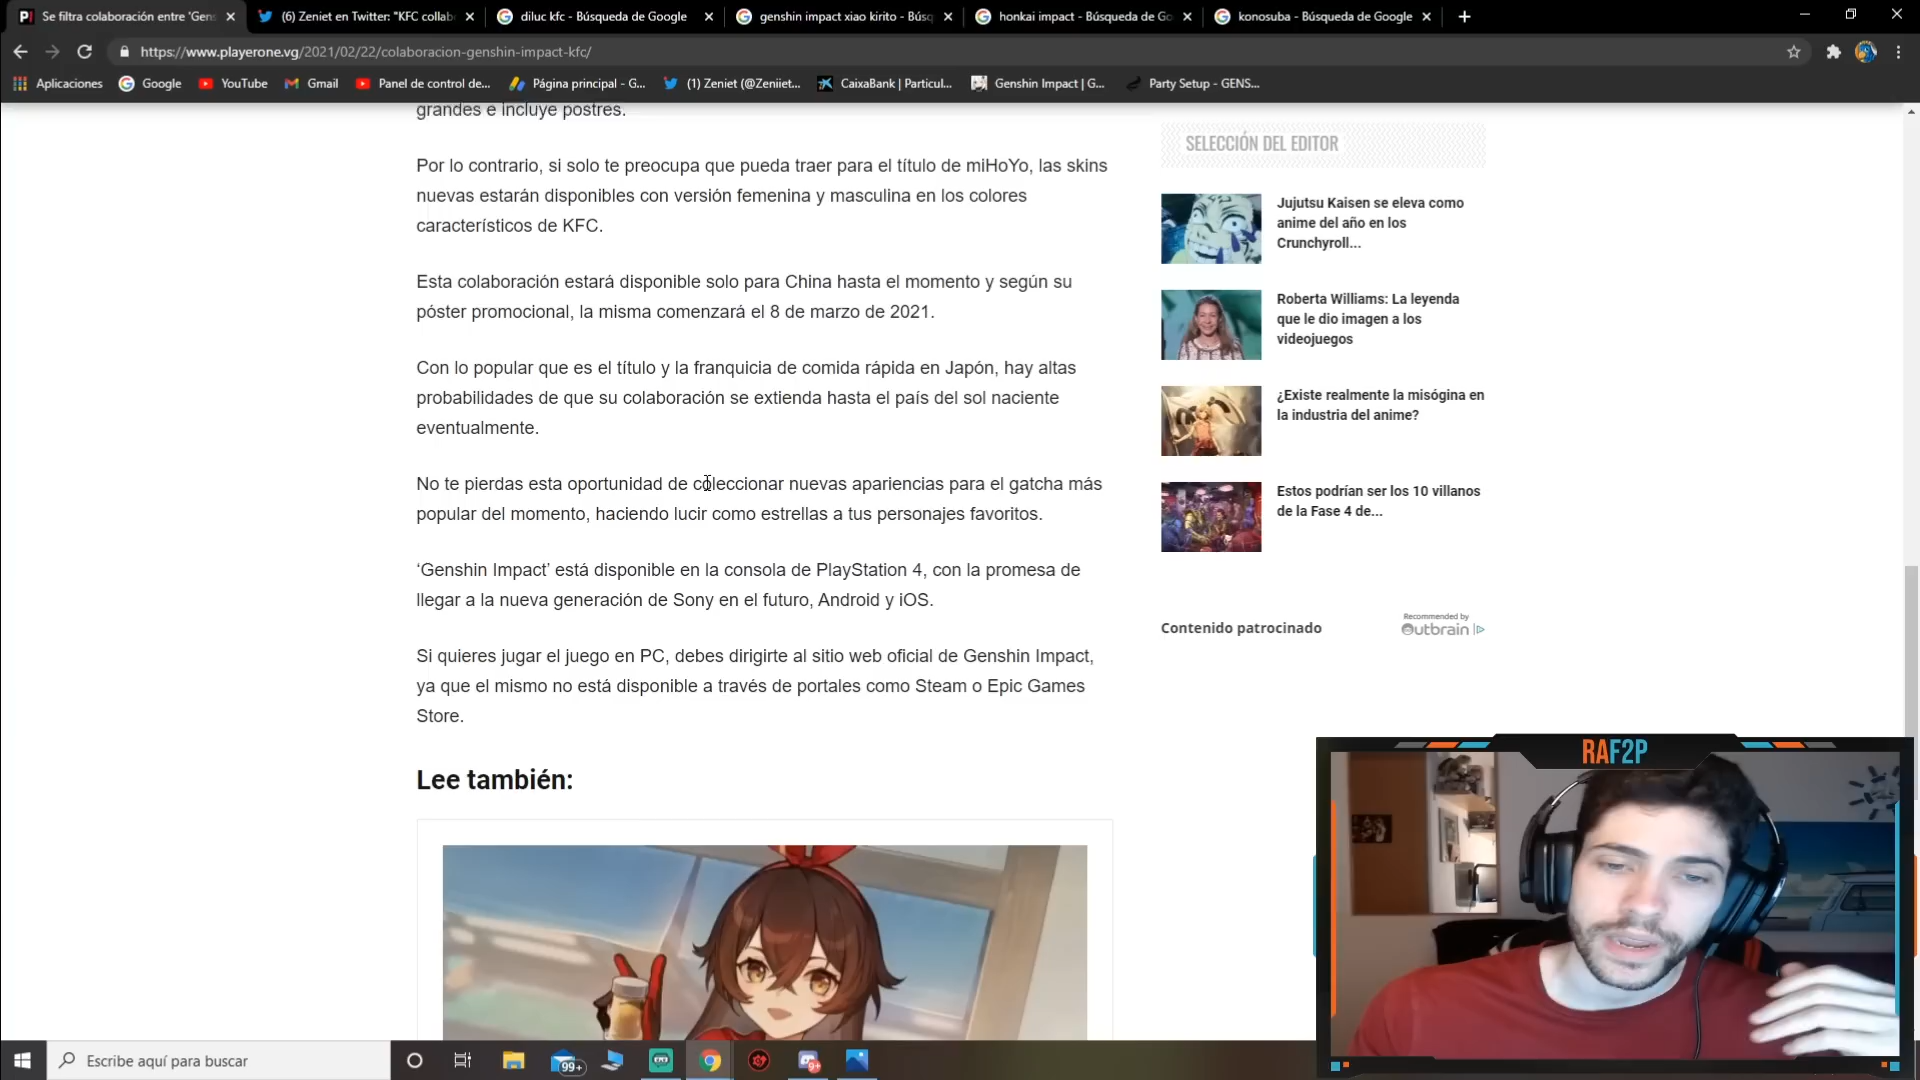 Se filtra colaboración entre 'Gens
(6) Zeniet en Twitter: "KFC collab
diluc kfc - Búsqueda de Google
genshin impact xiao kirito - Búsq
honkai impact - Búsqueda de Go
konosuba - Búsqueda de Google
https://www.playerone.vg/2021/02/22/colaboracion-genshin-impact-kfc/
Aplicaciones
Google
YouTube
Gmail
Panel de control de...
Página principal - G...
(1) Zeniet (@Zeniiet...
CaixaBank | Particul...
Genshin Impact | G...
Party Setup - GENS...
grandes e incluye postres.
Por lo contrario, si solo te preocupa que pueda traer para el título de miHoYo, las skins
nuevas estarán disponibles con versión femenina y masculina en los colores
característicos de KFC.
Esta colaboración estará disponible solo para China hasta el momento y según su
póster promocional, la misma comenzará el 8 de marzo de 2021.
Con lo popular que es el título y la franquicia de comida rápida en Japón, hay altas
probabilidades de que su colaboración se extienda hasta el país del sol naciente
eventualmente.
No te pierdas esta oportunidad de coleccionar nuevas apariencias para el gatcha más
popular del momento, haciendo lucir como estrellas a tus personajes favoritos.
‘Genshin Impact’ está disponible en la consola de PlayStation 4, con la promesa de
llegar a la nueva generación de Sony en el futuro, Android y iOS.
Si quieres jugar el juego en PC, debes dirigirte al sitio web oficial de Genshin Impact,
ya que el mismo no está disponible a través de portales como Steam o Epic Games
Store.
Lee también:
SELECCIÓN DEL EDITOR
Jujutsu Kaisen se eleva como
anime del año en los
Crunchyroll...
Roberta Williams: La leyenda
que le dio imagen a los
videojuegos
¿Existe realmente la misógina en
la industria del anime?
Estos podrían ser los 10 villanos
de la Fase 4 de...
Contenido patrocinado
Recommended by
Outbrain
RAF2P
Escribe aquí para buscar
99+
9+